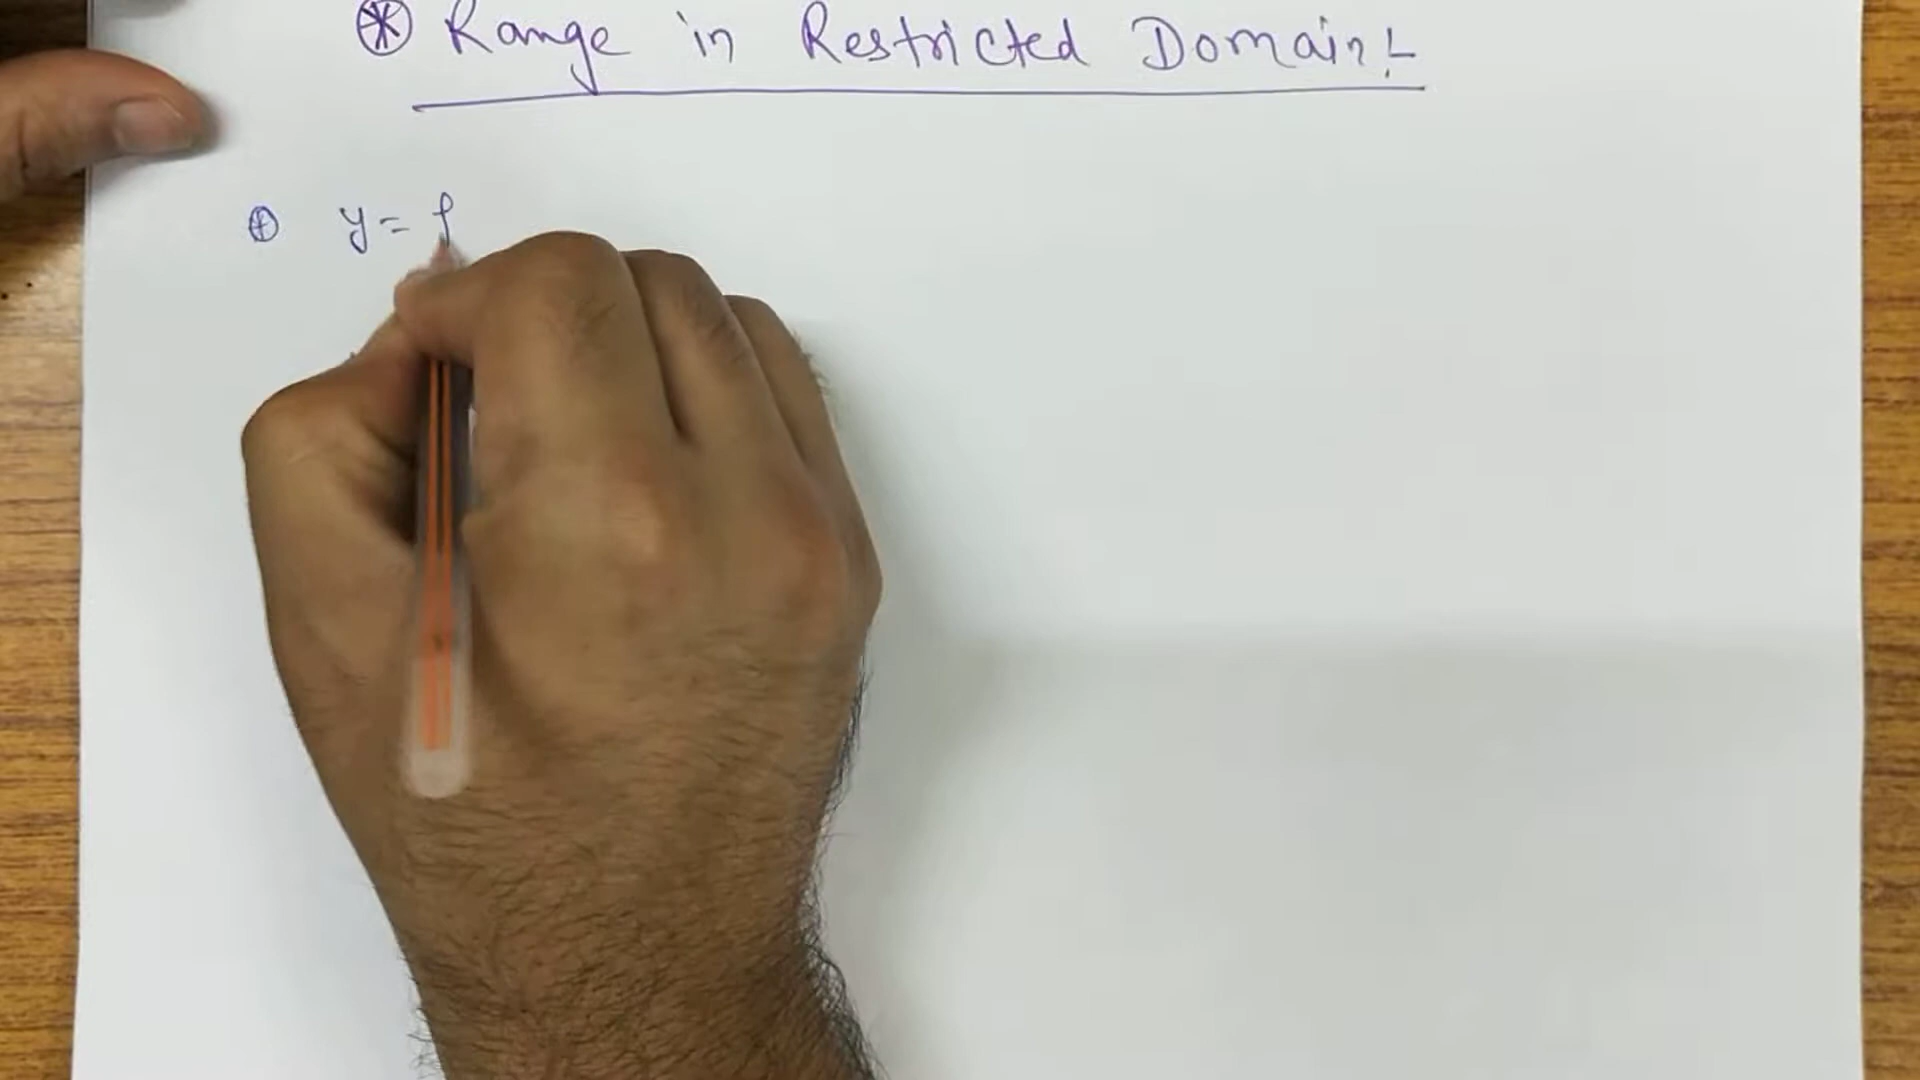 ⊛ Range in Restricted Domain!-
⊕ y = f